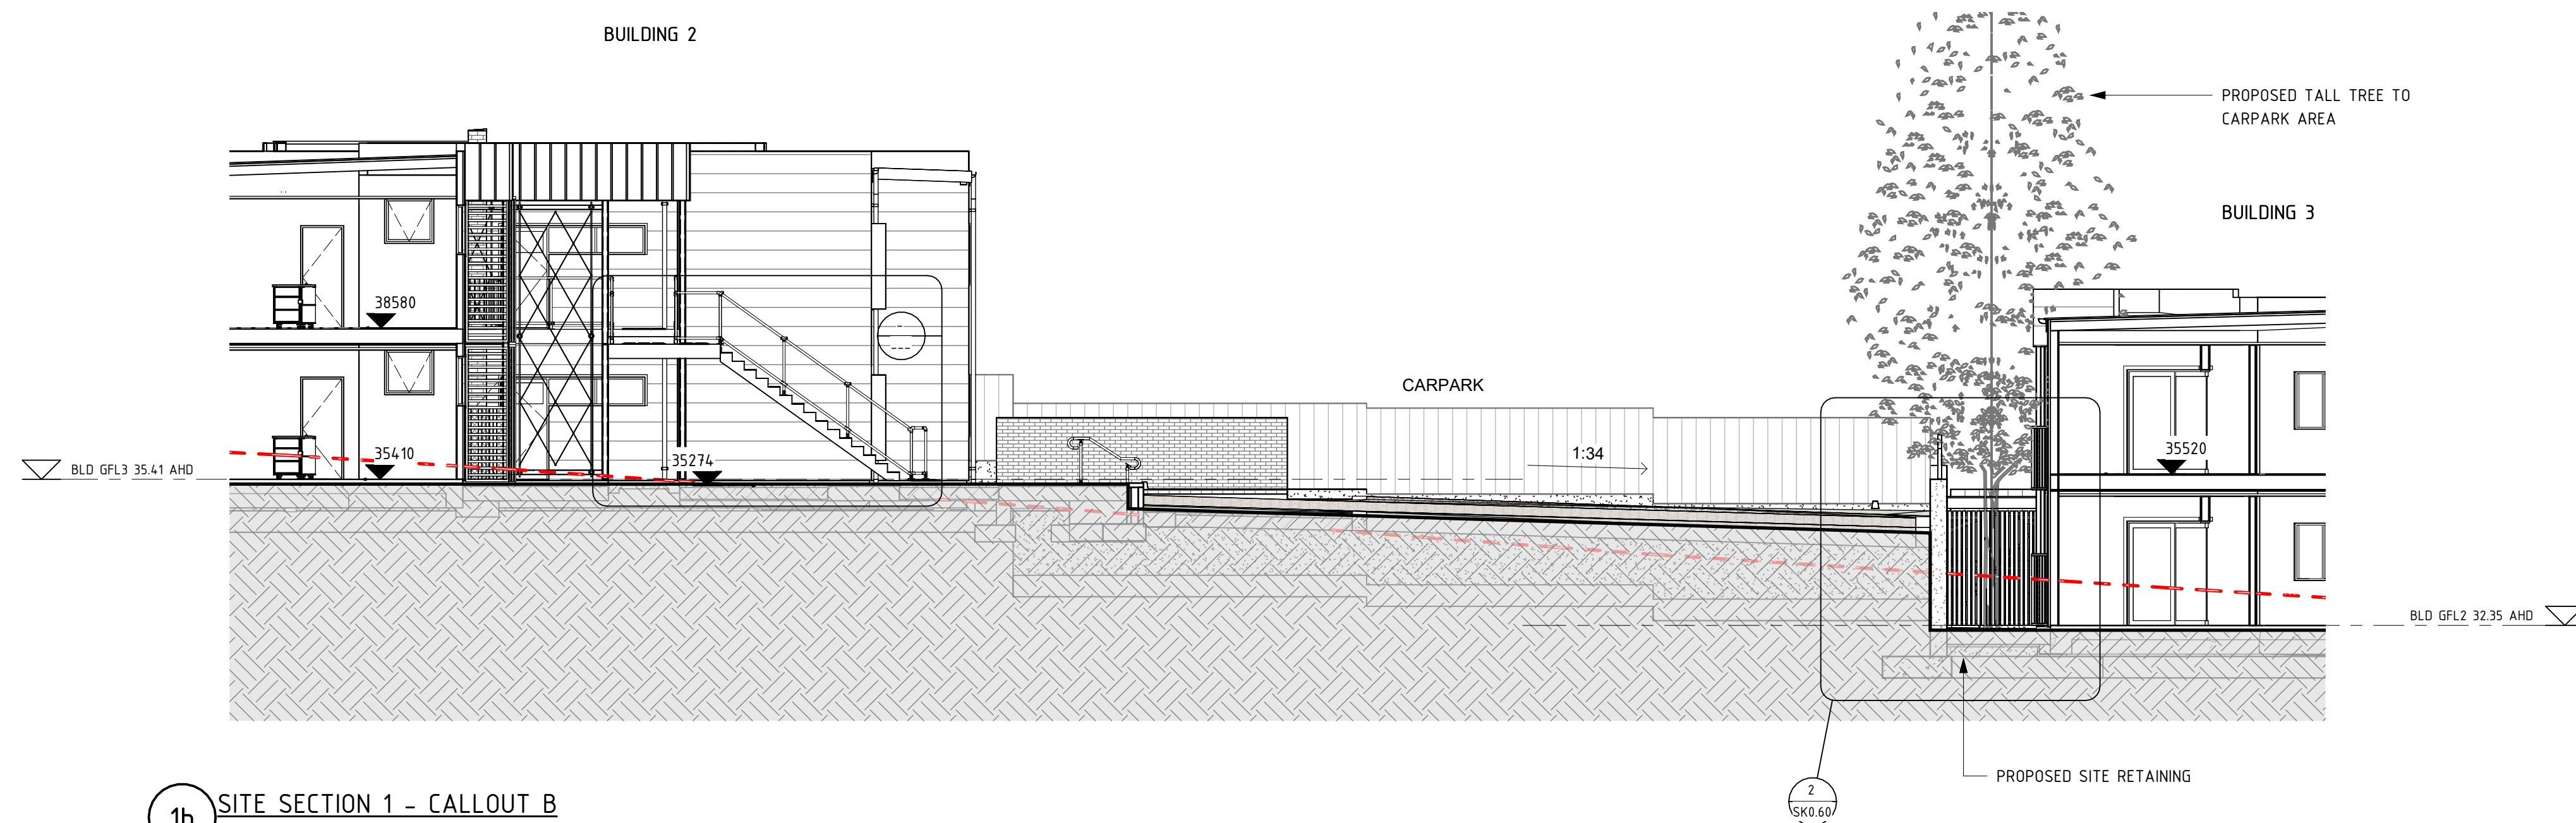 BUILDING 2
PROPOSED TALL TREE TO
CARPARK AREA
BUILDING 3
38580
CARPARK
1:34
35410
35274
35520
BLD GFL3 35.41 AHD
BLD GFL2 32.35 AHD
PROPOSED SITE RETAINING
2
SK0.60
1b
SITE SECTION 1 - CALLOUT B